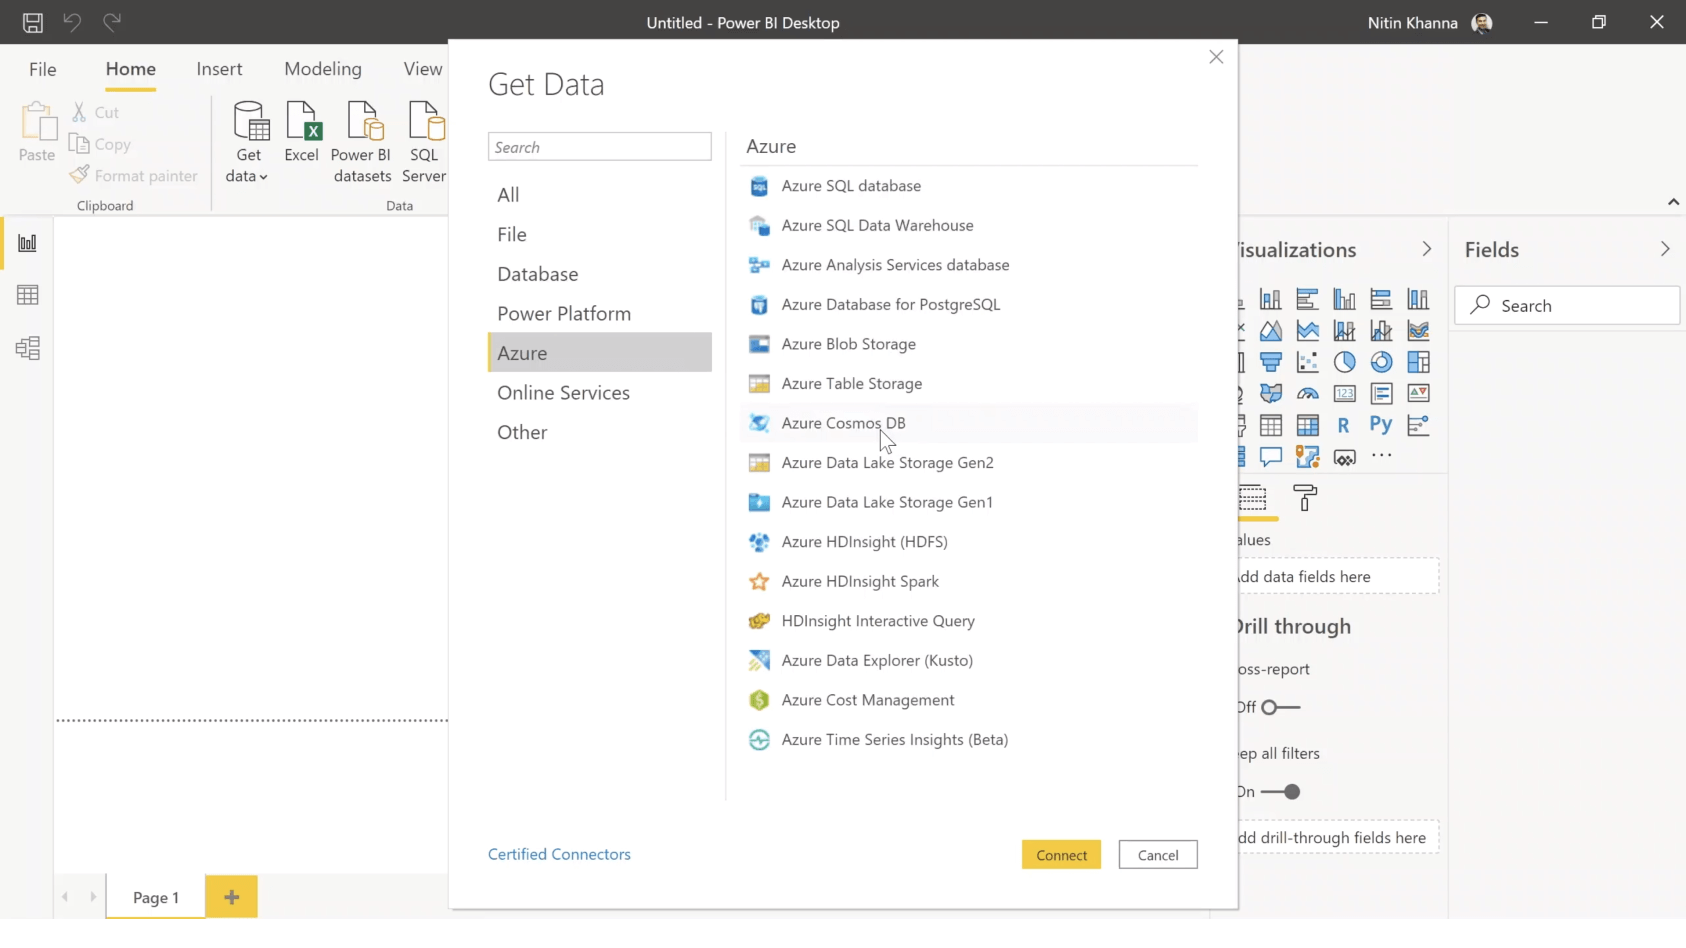 Untitled - Power BI Desktop
Nitin Khanna
File
Home
Insert
Modeling
View
Paste
Cut
Copy
Format painter
Clipboard
Get
data
Excel
Power BI
datasets
SQL
Server
Data
Get Data
Search
All
File
Database
Power Platform
Azure
Online Services
Other
Azure
Azure SQL database
SQL
Azure SQL Data Warehouse
Azure Analysis Services database
Azure Database for PostgreSQL
Azure Blob Storage
Azure Table Storage
Azure Cosmos DB
Azure Data Lake Storage Gen2
Azure Data Lake Storage Gen1
Azure HDInsight (HDFS)
Azure HDInsight Spark
HDInsight Interactive Query
Azure Data Explorer (Kusto)
Azure Cost Management
Azure Time Series Insights (Beta)
Certified Connectors
Connect
Cancel
isualizations
123
R
Py
alues
dd data fields here
Drill through
oss-report
Off
ep all filters
On
dd drill-through fields here
Fields
Search
Page 1